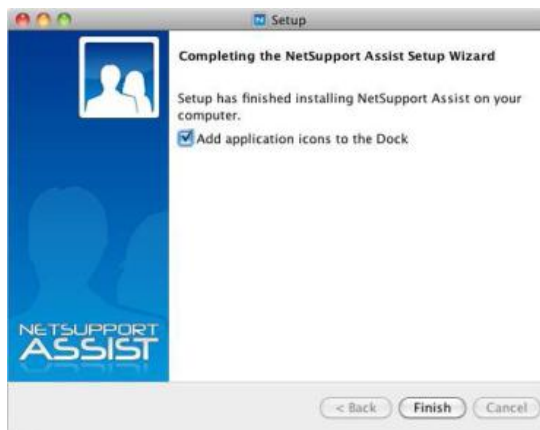 Setup
Completing the NetSupport Assist Setup Wizard
Setup has finished installing NetSupport Assist on your
computer.
Add application icons to the Dock
NETSUPPORT
ASSIST
< Back
Finish
Cancel